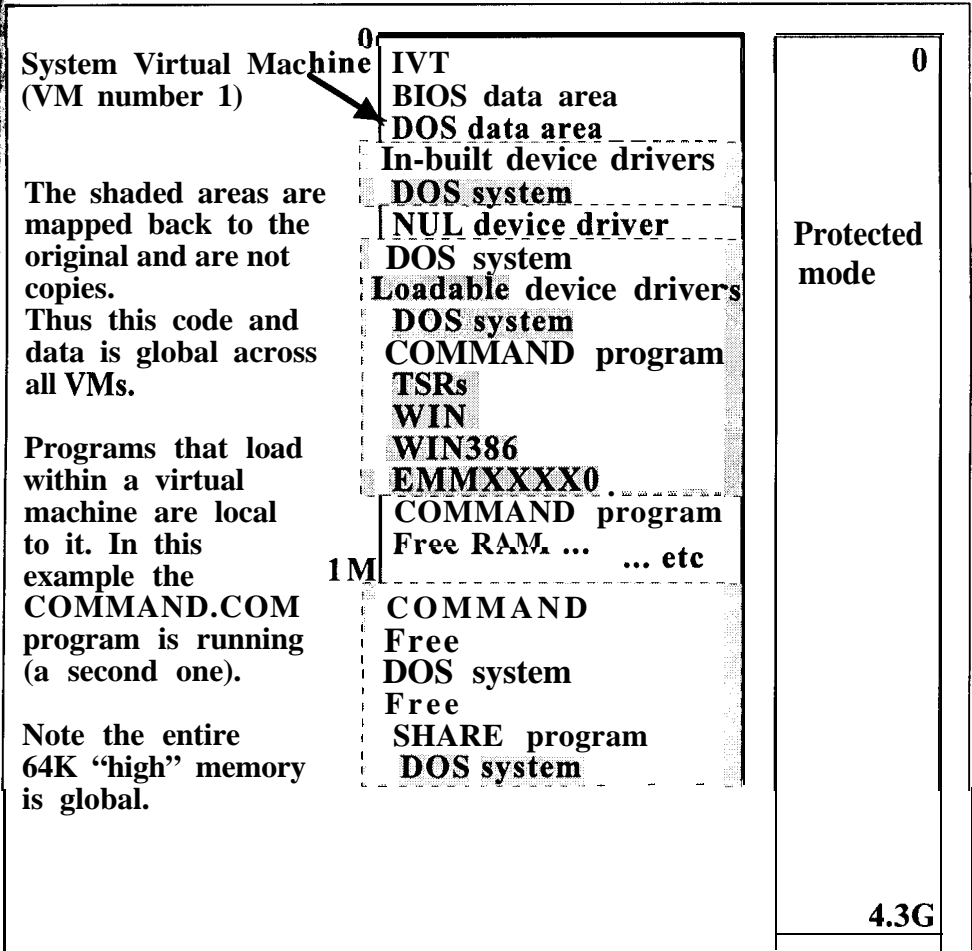 System Virtual Machine
(VM number 1)
The shaded areas are
mapped back to the
original and are not
copies.
Thus this code and
data is global across
all VMs.
Programs that load
within a virtual
machine are local
to it. In this
example the
COMMAND.COM
program is running
(a second one).
Note the entire
64K “high” memory
is global.
0
IVT
BIOS data area
DOS data area
In-built device drivers
DOS system
NUL device driver
DOS system
Loadable device drivers
DOS system
COMMAND program
TSRs
WIN
WIN386
EMMXXXX0
COMMAND program
Free RAM. ...
... etc
1M
COMMAND
Free
DOS system
Free
SHARE program
DOS system
0
Protected
mode
4.3G